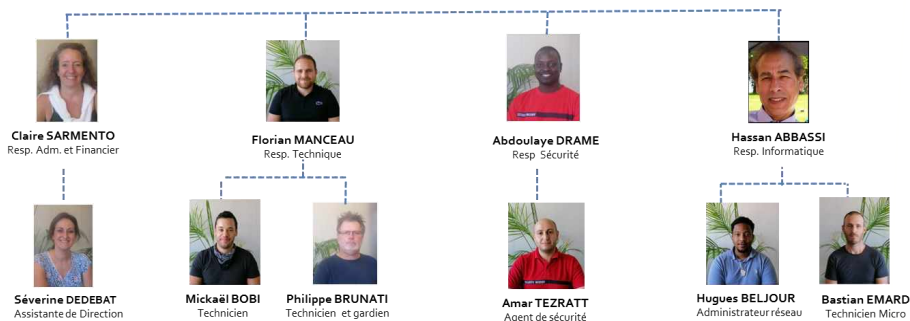 Claire SARMENTO
Resp. Adm. et Financier
Florian MANCEAU
Resp. Technique
Abdoulaye DRAME
Resp Sécurité
Hassan ABBASSI
Resp. Informatique
Séverine DEDEBAT
Assistante de Direction
Mickaël BOBI
Technicien
Philippe BRUNATI
Technicien et gardien
Amar TEZRATT
Agent de sécurité
Hugues BELJOUR
Administrateur réseau
Bastian EMARD
Technicien Micro